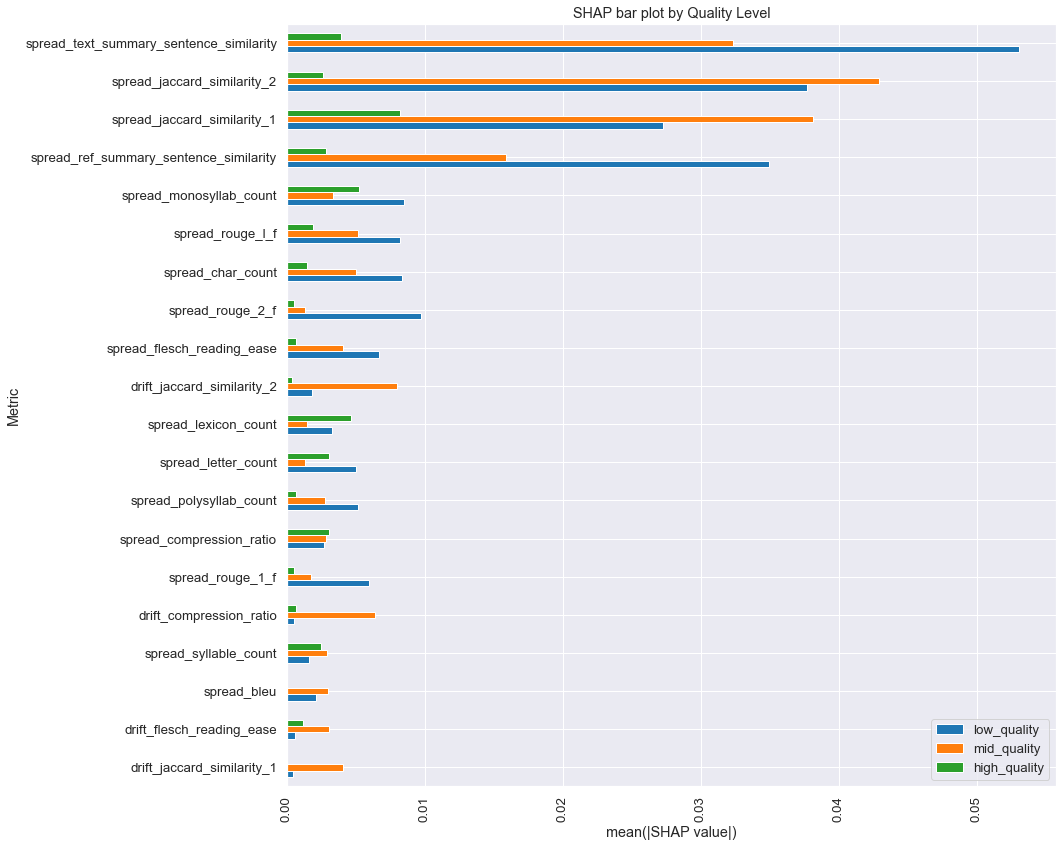 SHAP bar plot by Quality Level
Metric
spread_text_summary_sentence_similarity
spread_jaccard_similarity_2
spread_jaccard_similarity_1
spread_ref_summary_sentence_similarity
spread_monosyllab_count
spread_rouge_l_f
spread_char_count
spread_rouge_2_f
spread_flesch_reading_ease
drift_jaccard_similarity_2
spread_lexicon_count
spread_letter_count
spread_polysyllab_count
spread_compression_ratio
spread_rouge_1_f
drift_compression_ratio
spread_syllable_count
spread_bleu
drift_flesch_reading_ease
drift_jaccard_similarity_1
low_quality
mid_quality
high_quality
0.00 0.01 0.02 0.03 0.04 0.05
mean(|SHAP value|)